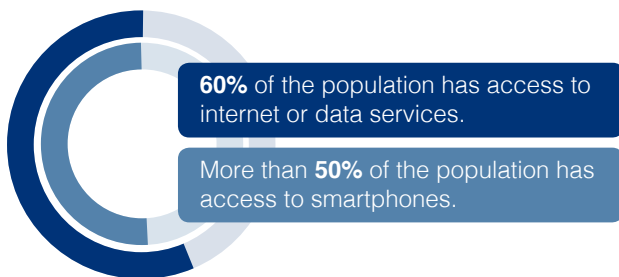 60% of the population has access to
internet or data services.
More than 50% of the population has
access to smartphones.